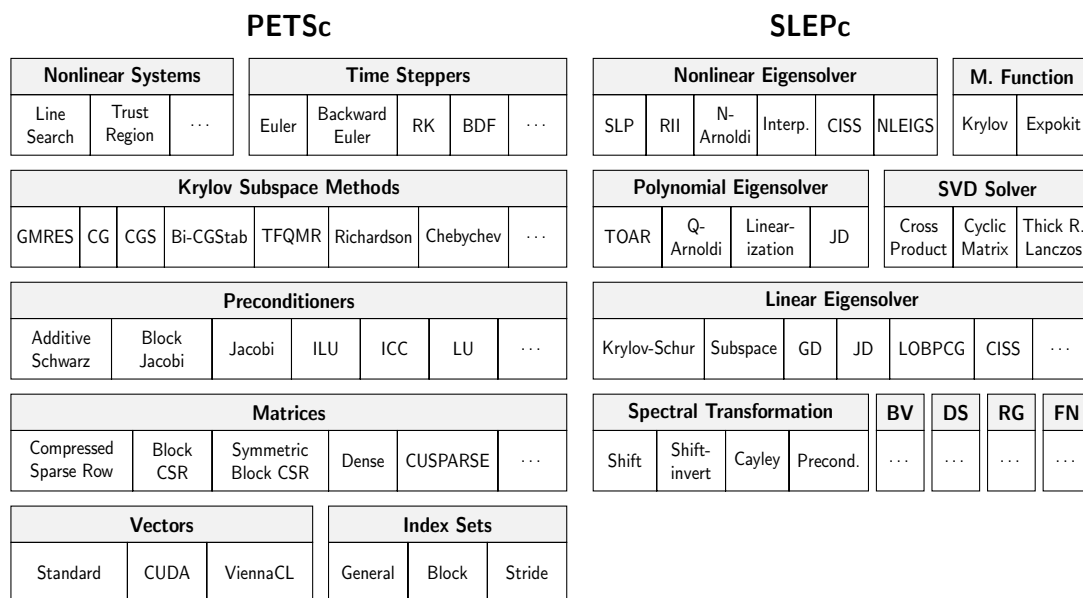 PETSc
SLEPc
Nonlinear Systems
Line
Search
Trust
Region
· · ·
Time Steppers
Euler
Backward
Euler
RK
BDF
· · ·
Krylov Subspace Methods
GMRES
CG
CGS
Bi-CGStab
TFQMR
Richardson
Chebychev
· · ·
Preconditioners
Additive
Schwarz
Block
Jacobi
Jacobi
ILU
ICC
LU
· · ·
Matrices
Compressed
Sparse Row
Block
CSR
Symmetric
Block CSR
Dense
CUSPARSE
· · ·
Vectors
Standard
CUDA
ViennaCL
Index Sets
General
Block
Stride
Nonlinear Eigensolver
SLP
RII
N-
Arnoldi
Interp.
CISS
NLEIGS
M. Function
Krylov
Expokit
Polynomial Eigensolver
TOAR
Q-
Arnoldi
Linear-
ization
JD
SVD Solver
Cross
Product
Cyclic
Matrix
Thick R.
Lanczos
Linear Eigensolver
Krylov-Schur
Subspace
GD
JD
LOBPCG
CISS
· · ·
Spectral Transformation
Shift
Shift-
invert
Cayley
Precond.
BV
· · ·
DS
· · ·
RG
· · ·
FN
· · ·